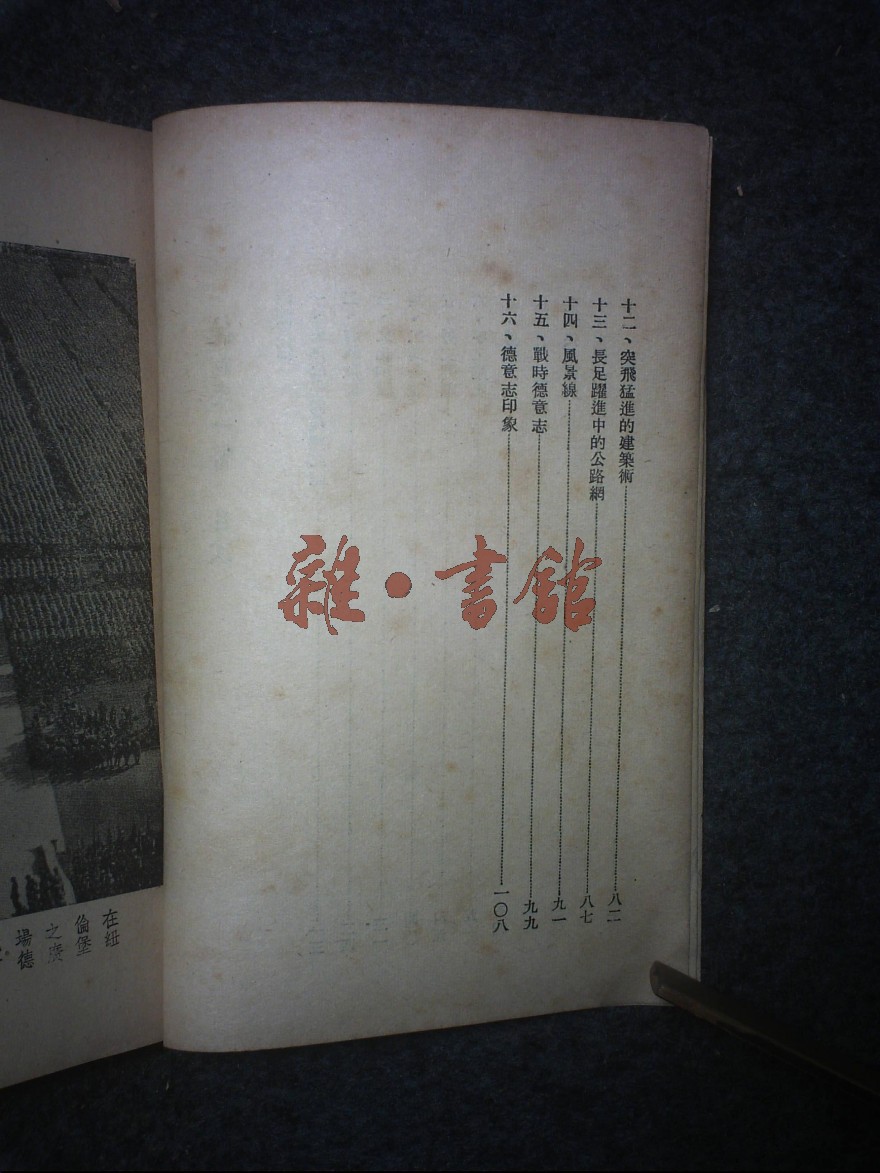 十二、突飛猛進的建築術……八二
十三、長足躍進中的公路網……八七
十四、風景線……九一
十五、戰時德意志……九九
十六、德意志印象……一〇八
雜•書館
在紐
倫堡
之廣
場德